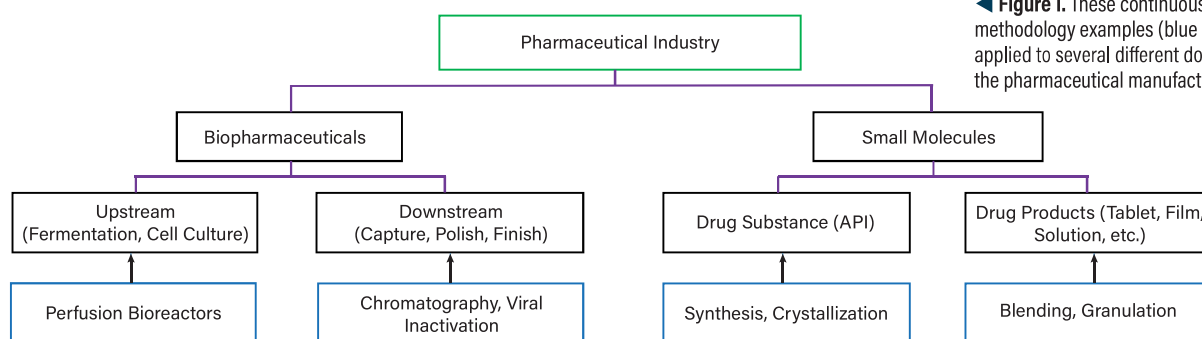 ◀ Figure 1. These continuous
methodology examples (blue
applied to several different do
the pharmaceutical manufact
Pharmaceutical Industry
Biopharmaceuticals
Small Molecules
Upstream
(Fermentation, Cell Culture)
Downstream
(Capture, Polish, Finish)
Drug Substance (API)
Drug Products (Tablet, Film,
Solution, etc.)
Perfusion Bioreactors
Chromatography, Viral
Inactivation
Synthesis, Crystallization
Blending, Granulation